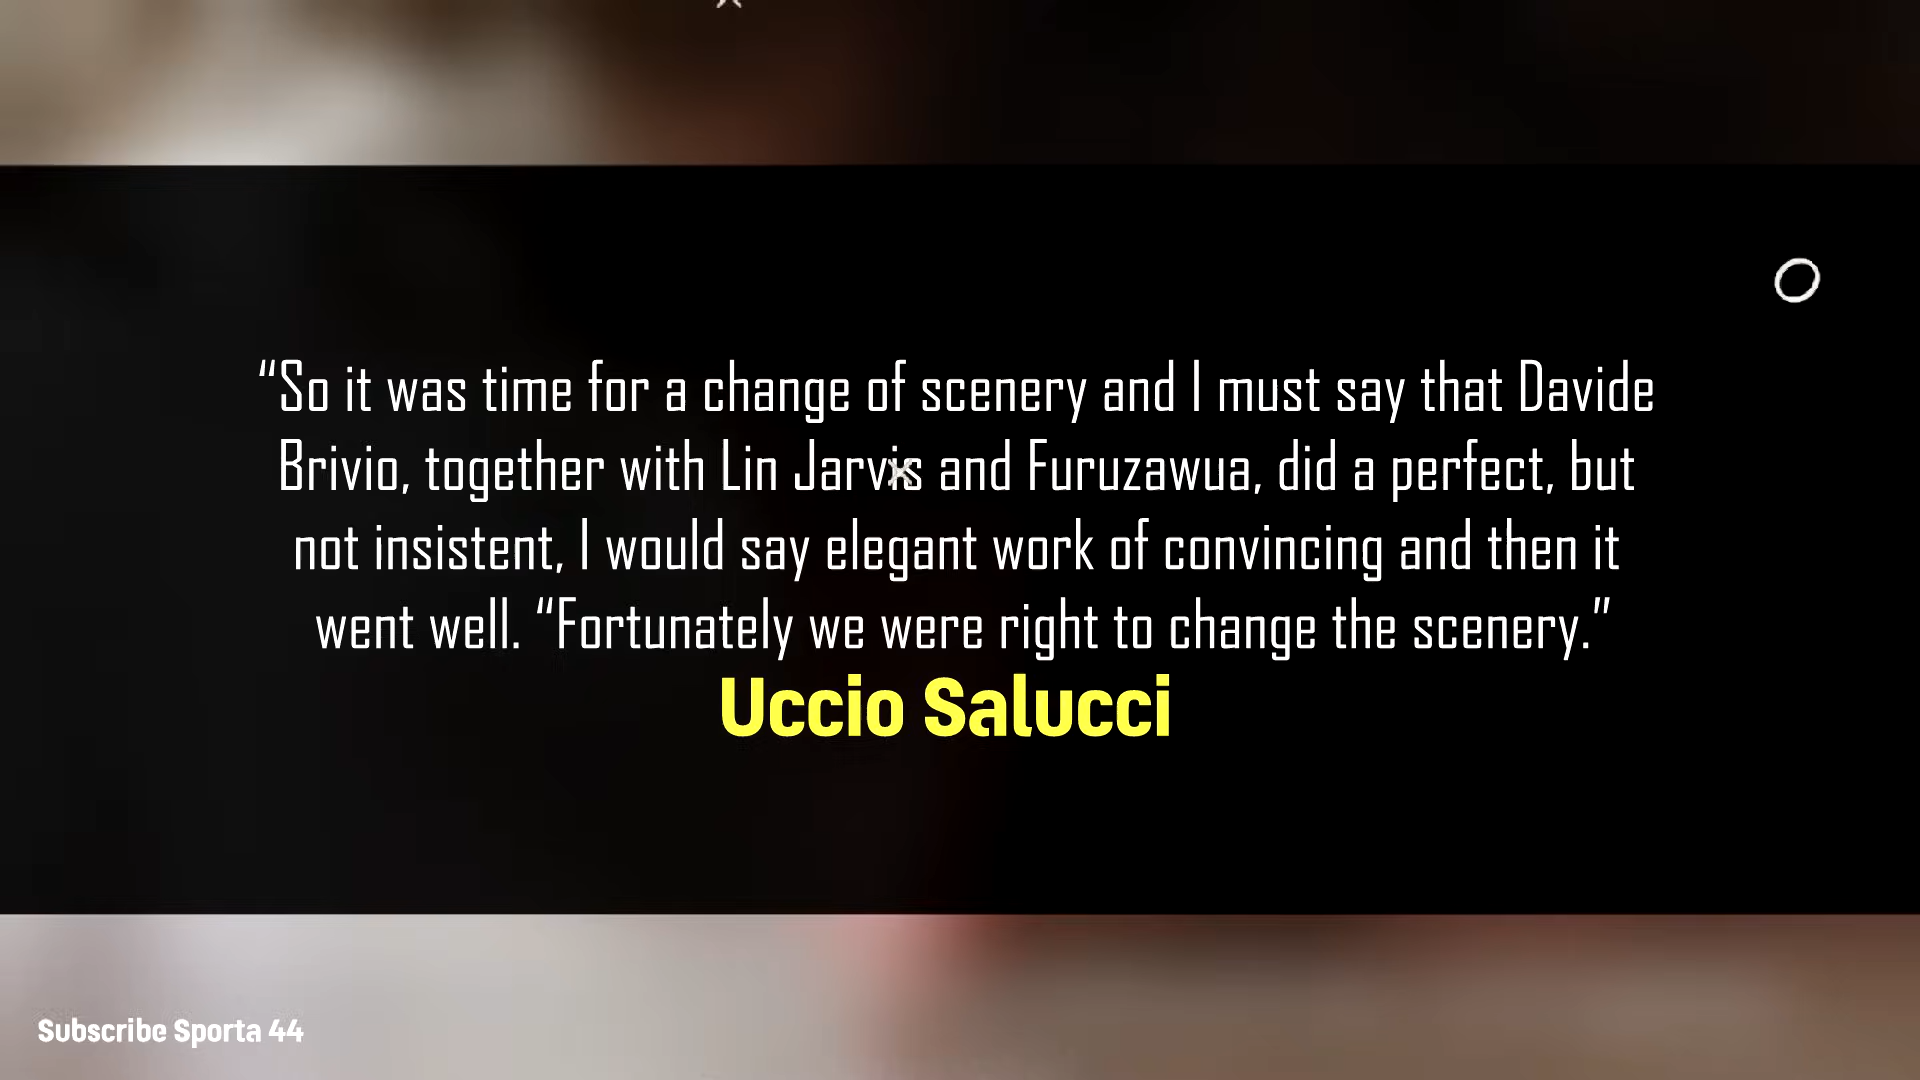 “So it was time for a change of scenery and I must say that Davide
Brivio, together with Lin Jarvis and Furuzawua, did a perfect, but
not insistent, I would say elegant work of convincing and then it
went well. “Fortunately we were right to change the scenery.”
Uccio Salucci
Subscribe Sporta 44